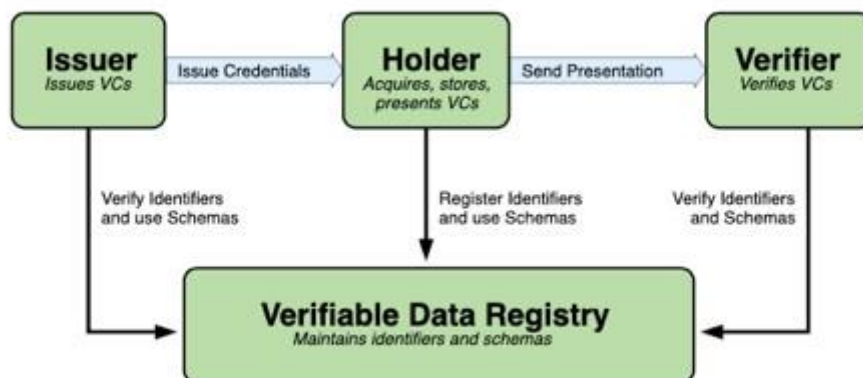 Issuer
Issues VCs
Issue Credentials
Holder
Acquires, stores,
presents VCs
Send Presentation
Verifier
Verifies VCs
Verify Identifiers
and use Schemas
Register Identifiers
and use Schemas
Verify Identifiers
and Schemas
Verifiable Data Registry
Maintains identifiers and schemas